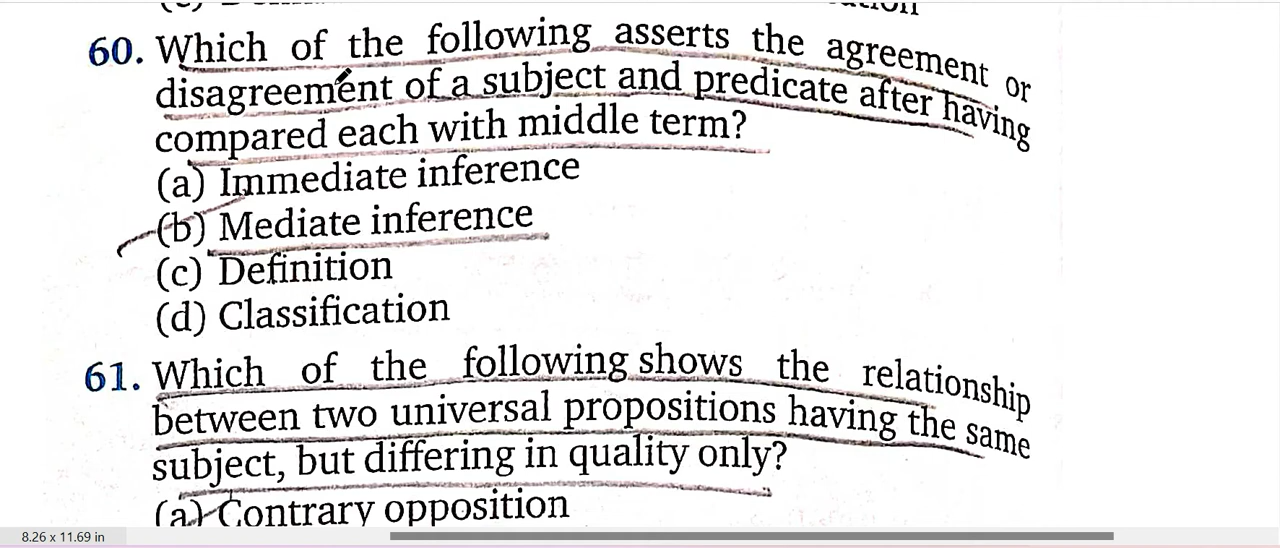 60. Which of the following asserts the agreement or
disagreement of a subject and predicate after having
compared each with middle term?
(a) Immediate inference
(b) Mediate inference
(c) Definition
(d) Classification
61. Which of the following shows the relationship
between two universal propositions having the same
subject, but differing in quality only?
(a) Contrary opposition
8.26 x 11.69 in